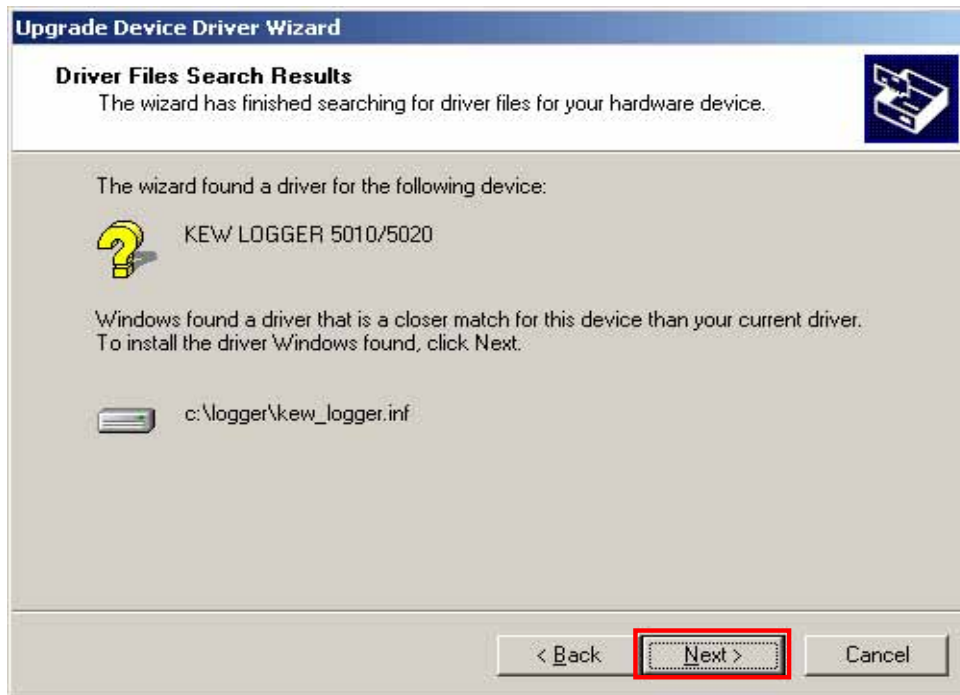 Upgrade Device Driver Wizard
Driver Files Search Results
The wizard has finished searching for driver files for your hardware device.
The wizard found a driver for the following device:
KEW LOGGER 5010/5020
Windows found a driver that is a closer match for this device than your current driver.
To install the driver Windows found, click Next.
c:\logger\kew_logger.inf
< Back Next > Cancel